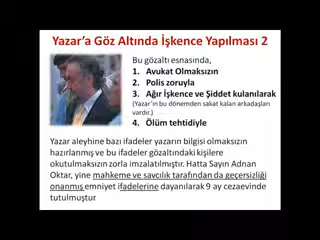 Yazar’a Göz Altında İşkence Yapılması 2
Bu gözaltı esnasında,
1. Avukat Olmaksızın
2. Polis zoruyla
3. Ağır İşkence ve Şiddet kulanılarak
(Yazar’ın bu dönemden sakat kalan arkadaşları
vardır.)
4. Ölüm tehtidiyle
Yazar aleyhine bazı ifadeler yazarın bilgisi olmaksızın
hazırlanmış ve bu ifadeler gözaltındaki kişilere
okutulmaksızın zorla imzalatılmıştır. Hatta Sayın Adnan
Oktar, yine mahkeme ve savcılık tarafından da geçersizliği
onanmış emniyet ifadelerine dayanılarak 9 ay cezaevinde
tutulmuştur